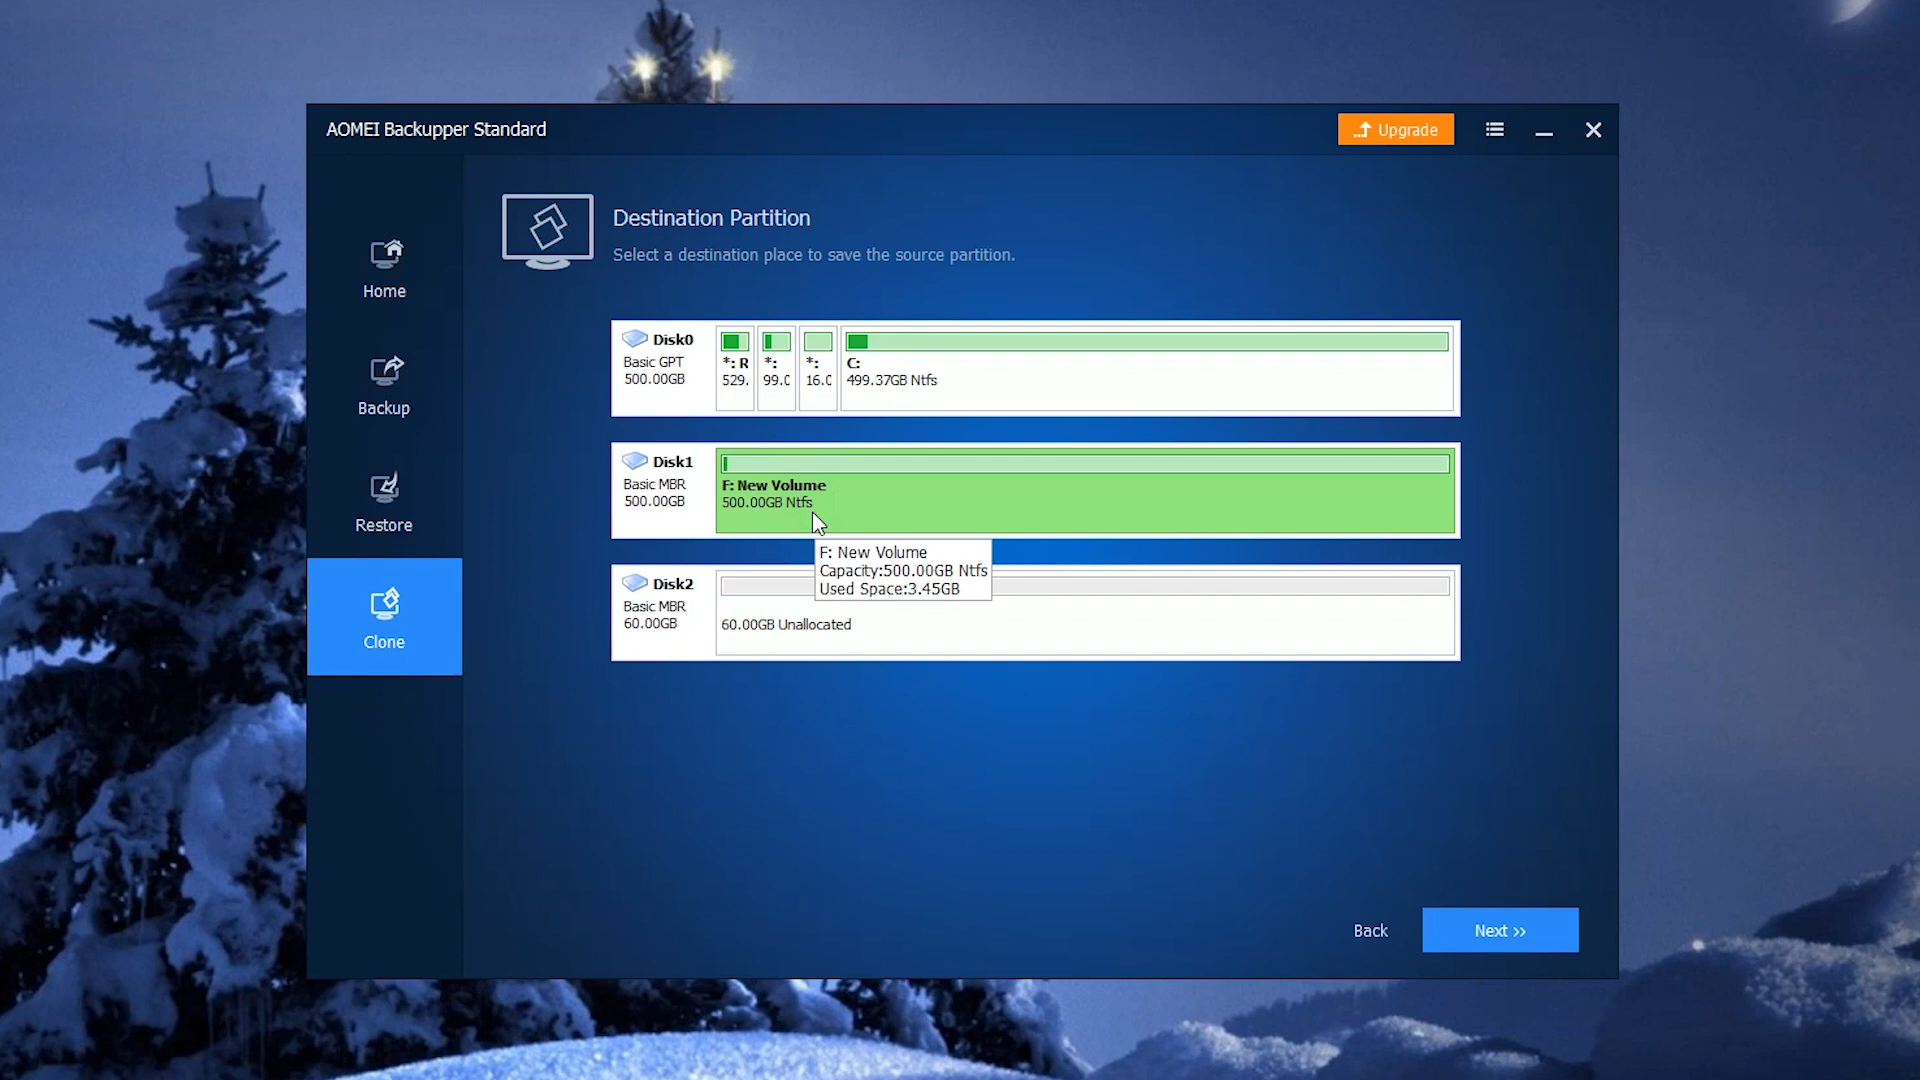 AOMEI Backupper Standard
Upgrade
Destination Partition
Select a destination place to save the source partition.
Home
Backup
Restore
Clone
Disk0
Basic GPT
500.00GB
*: R
529.
*:
99.0
*:
16.0
C:
499.37GB Ntfs
Disk1
Basic MBR
500.00GB
F: New Volume
500.00GB Ntfs
F: New Volume
Capacity:500.00GB Ntfs
Used Space:3.45GB
Disk2
Basic MBR
60.00GB
60.00GB Unallocated
Back
Next >>